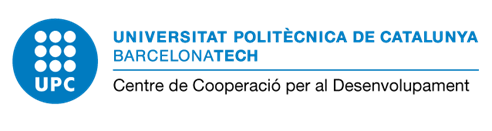 UPC
UNIVERSITAT POLITÈCNICA DE CATALUNYA
BARCELONATECH
Centre de Cooperació per al Desenvolupament